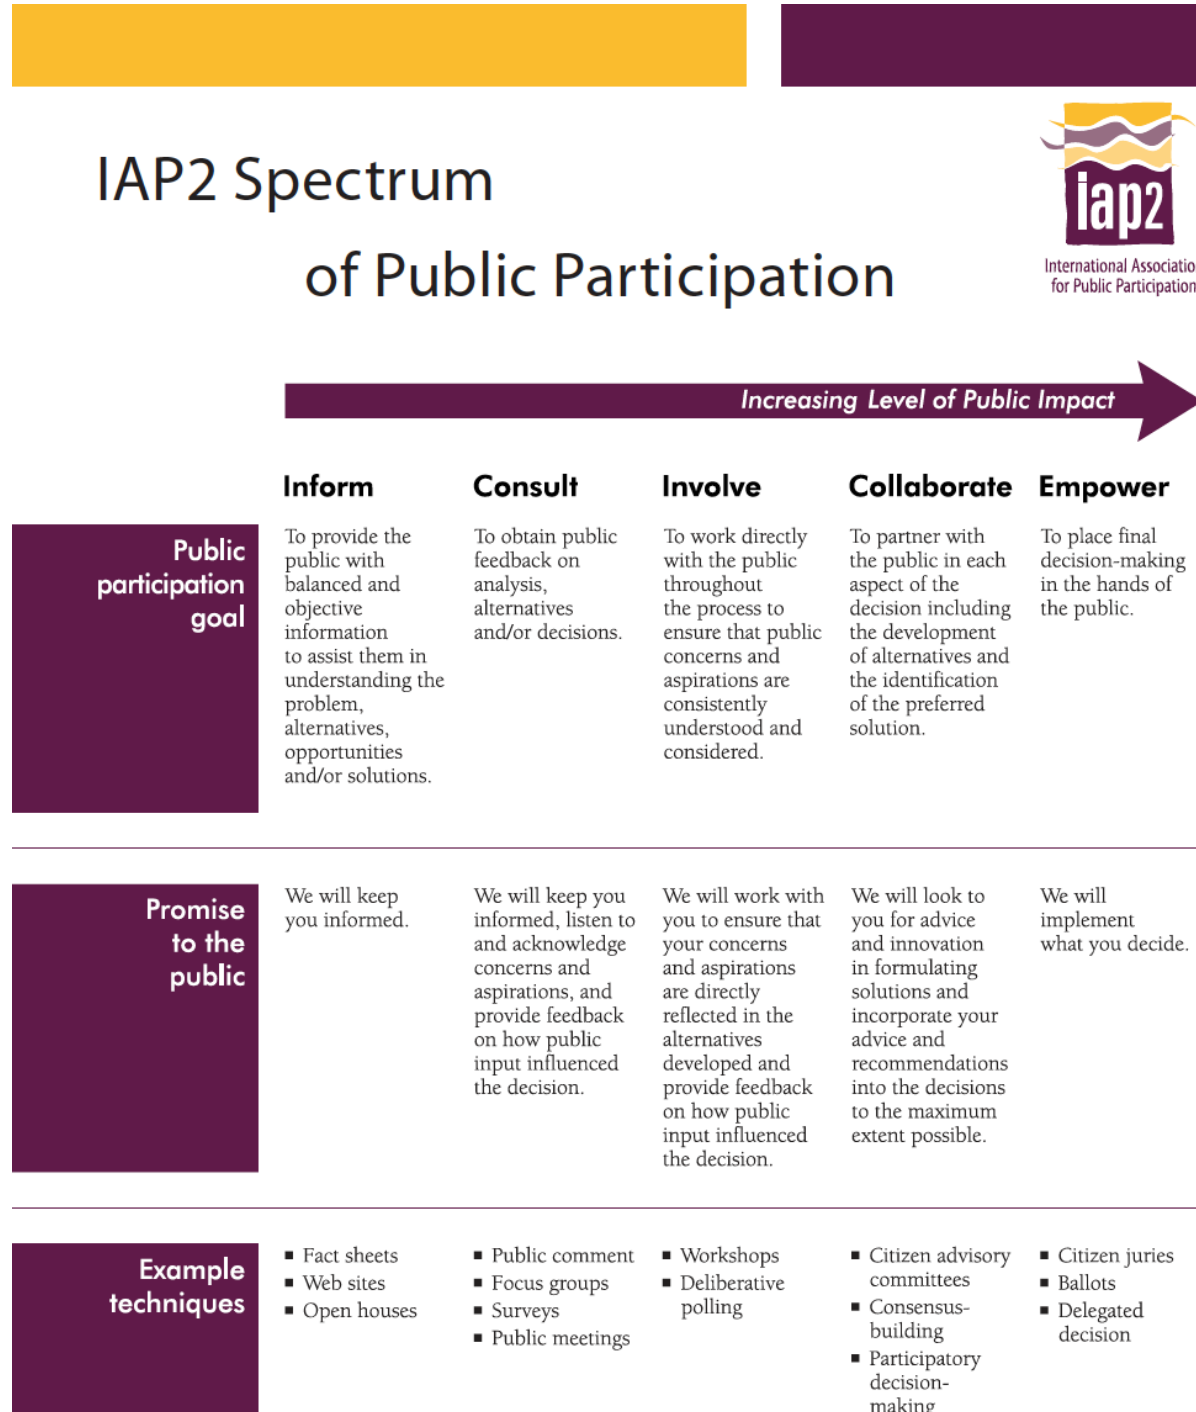 IAP2 Spectrum
of Public Participation
iap2
International Associatio
for Public Participation
Increasing Level of Public Impact
Inform
Consult
Involve
Collaborate
Empower
Public
participation
goal
To provide the
public with
balanced and
objective
information
to assist them in
understanding the
problem,
alternatives,
opportunities
and/or solutions.
To obtain public
feedback on
analysis,
alternatives
and/or decisions.
To work directly
with the public
throughout
the process to
ensure that public
concerns and
aspirations are
consistently
understood and
considered.
To partner with
the public in each
aspect of the
decision including
the development
of alternatives and
the identification
of the preferred
solution.
To place final
decision-making
in the hands of
the public.
Promise
to the
public
We will keep
you informed.
We will keep you
informed, listen to
and acknowledge
concerns and
aspirations, and
provide feedback
on how public
input influenced
the decision.
We will work with
you to ensure that
your concerns
and aspirations
are directly
reflected in the
alternatives
developed and
provide feedback
on how public
input influenced
the decision.
We will look to
you for advice
and innovation
in formulating
solutions and
incorporate your
advice and
recommendations
into the decisions
to the maximum
extent possible.
We will
implement
what you decide.
Example
techniques
▪ Fact sheets
▪ Web sites
▪ Open houses
▪ Public comment
▪ Focus groups
▪ Surveys
▪ Public meetings
▪ Workshops
▪ Deliberative
polling
▪ Citizen advisory
committees
▪ Consensus-
building
▪ Participatory
decision-
making
▪ Citizen juries
▪ Ballots
▪ Delegated
decision